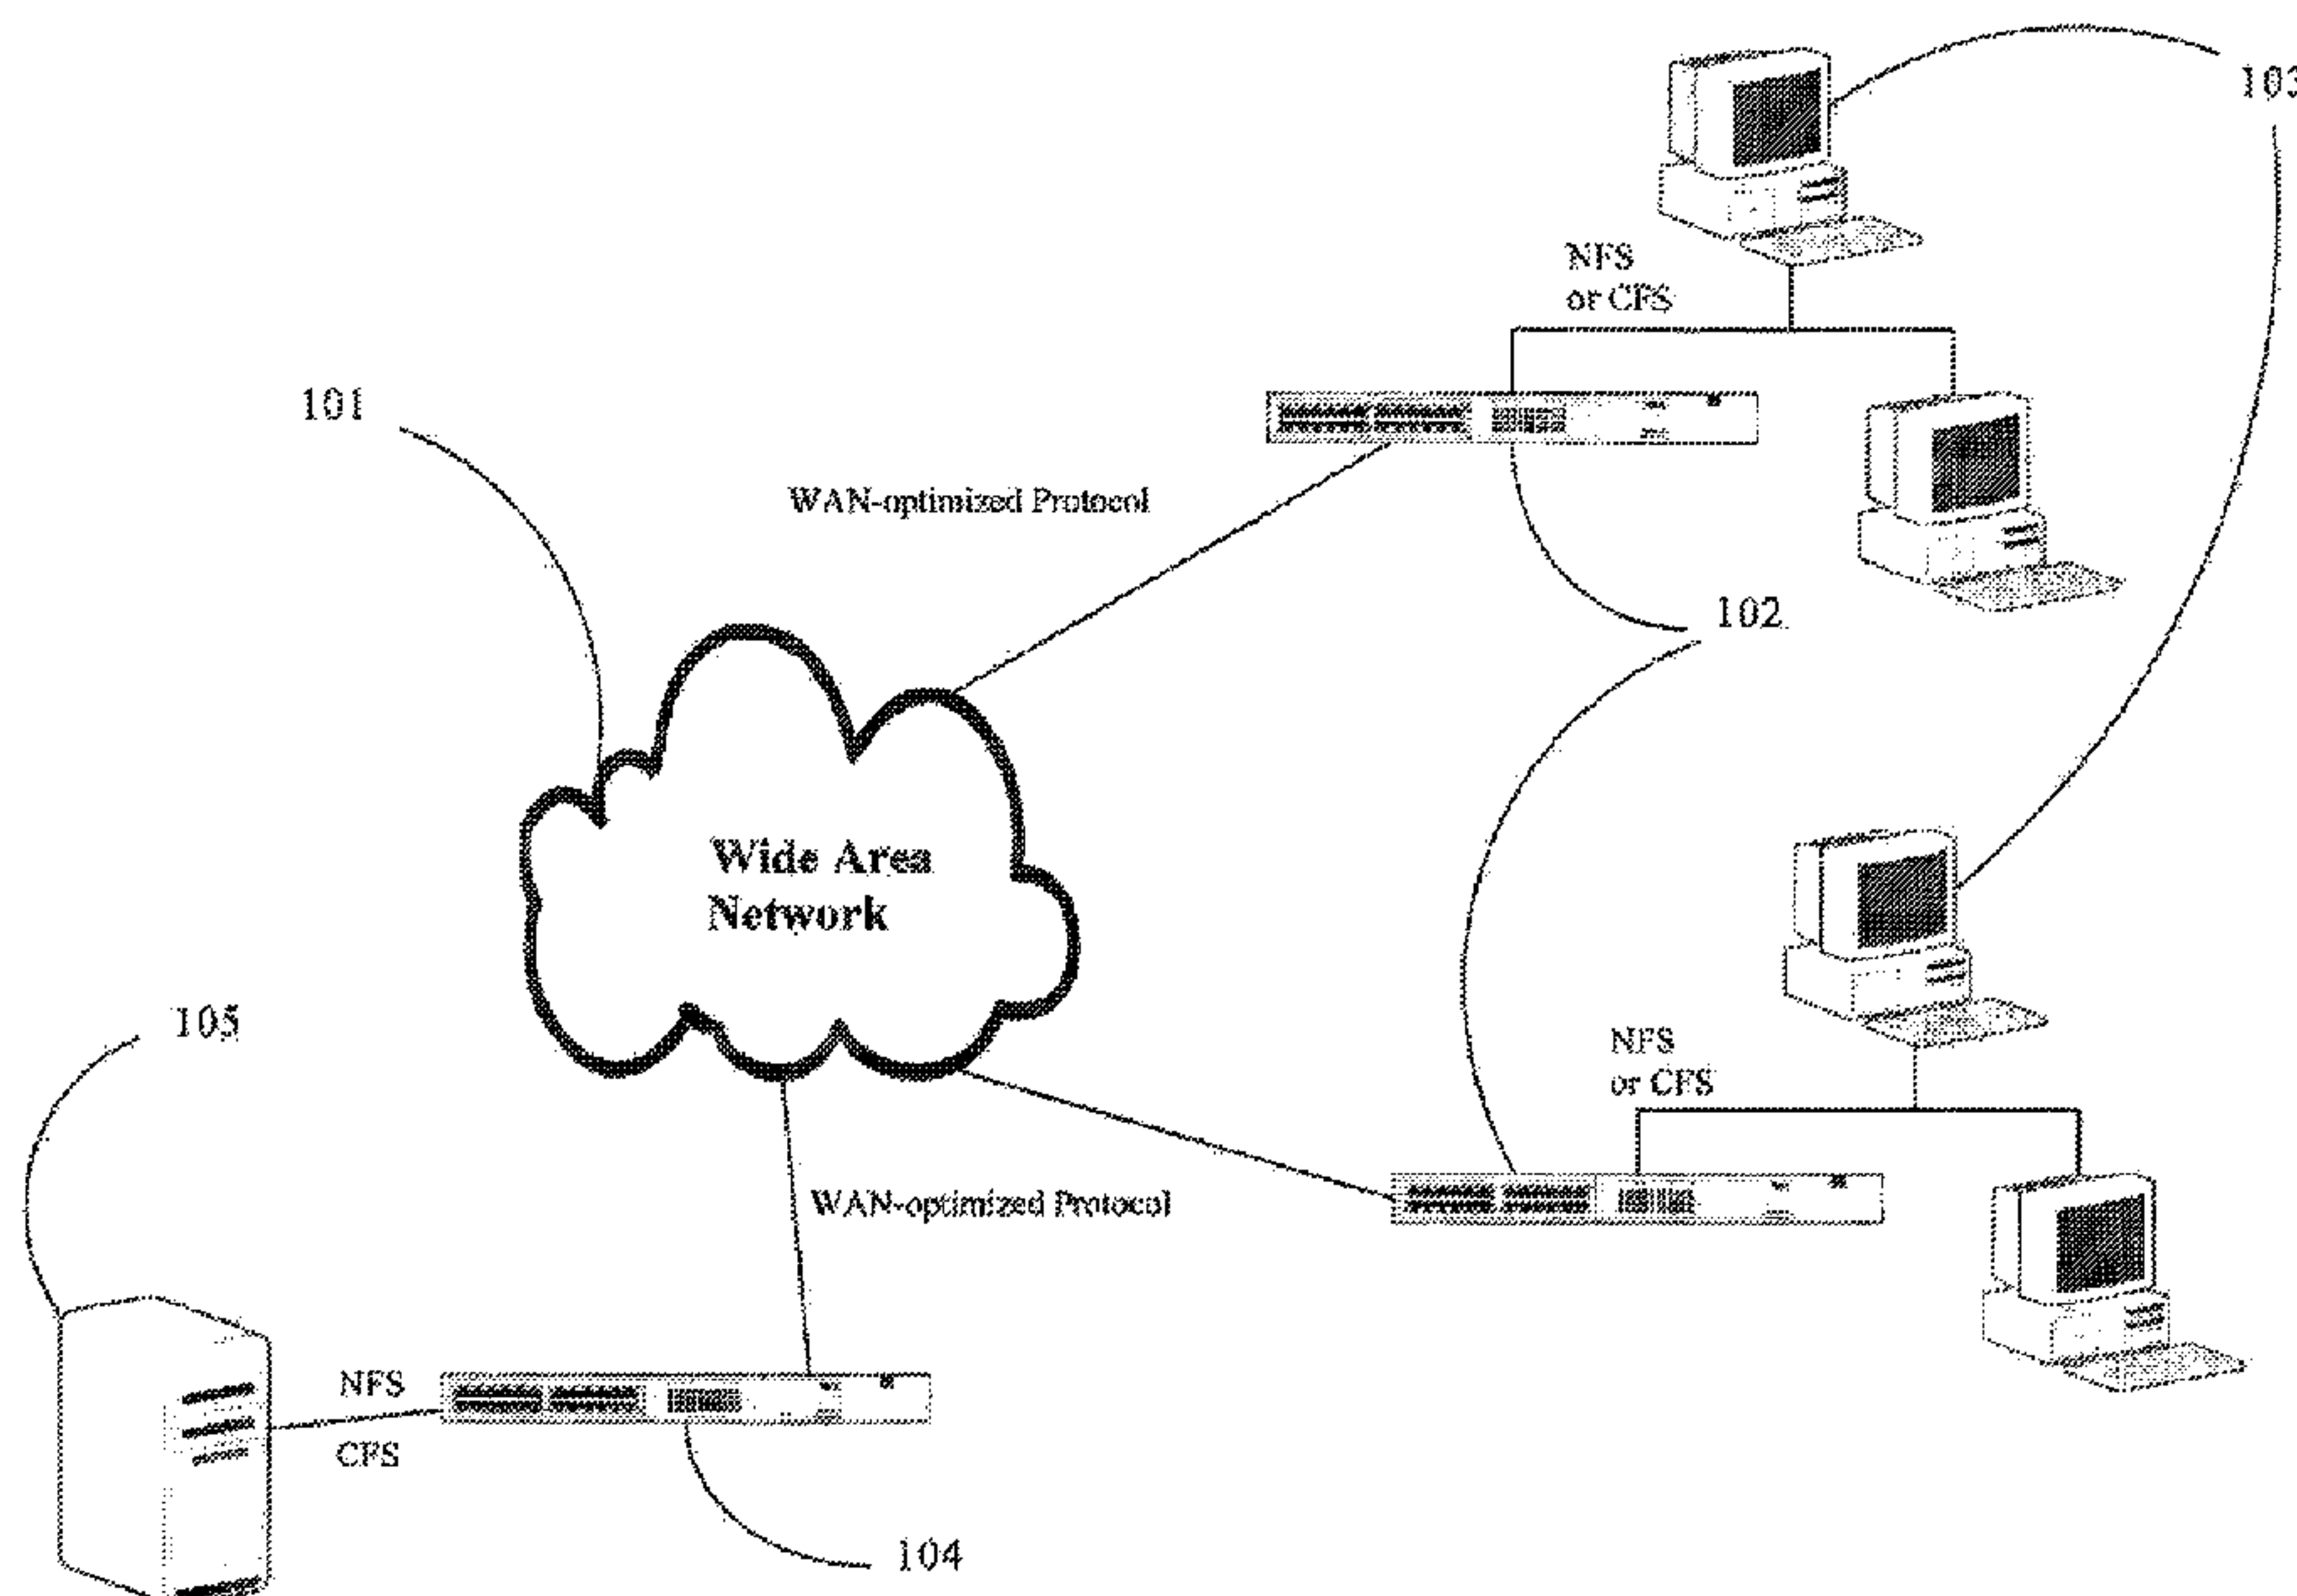 103
NFS
or CFS
101
WAN-optimized Protocol
102
Wide Area
Network
105
NFS
or CFS
WAN-optimized Protocol
NFS
CFS
104